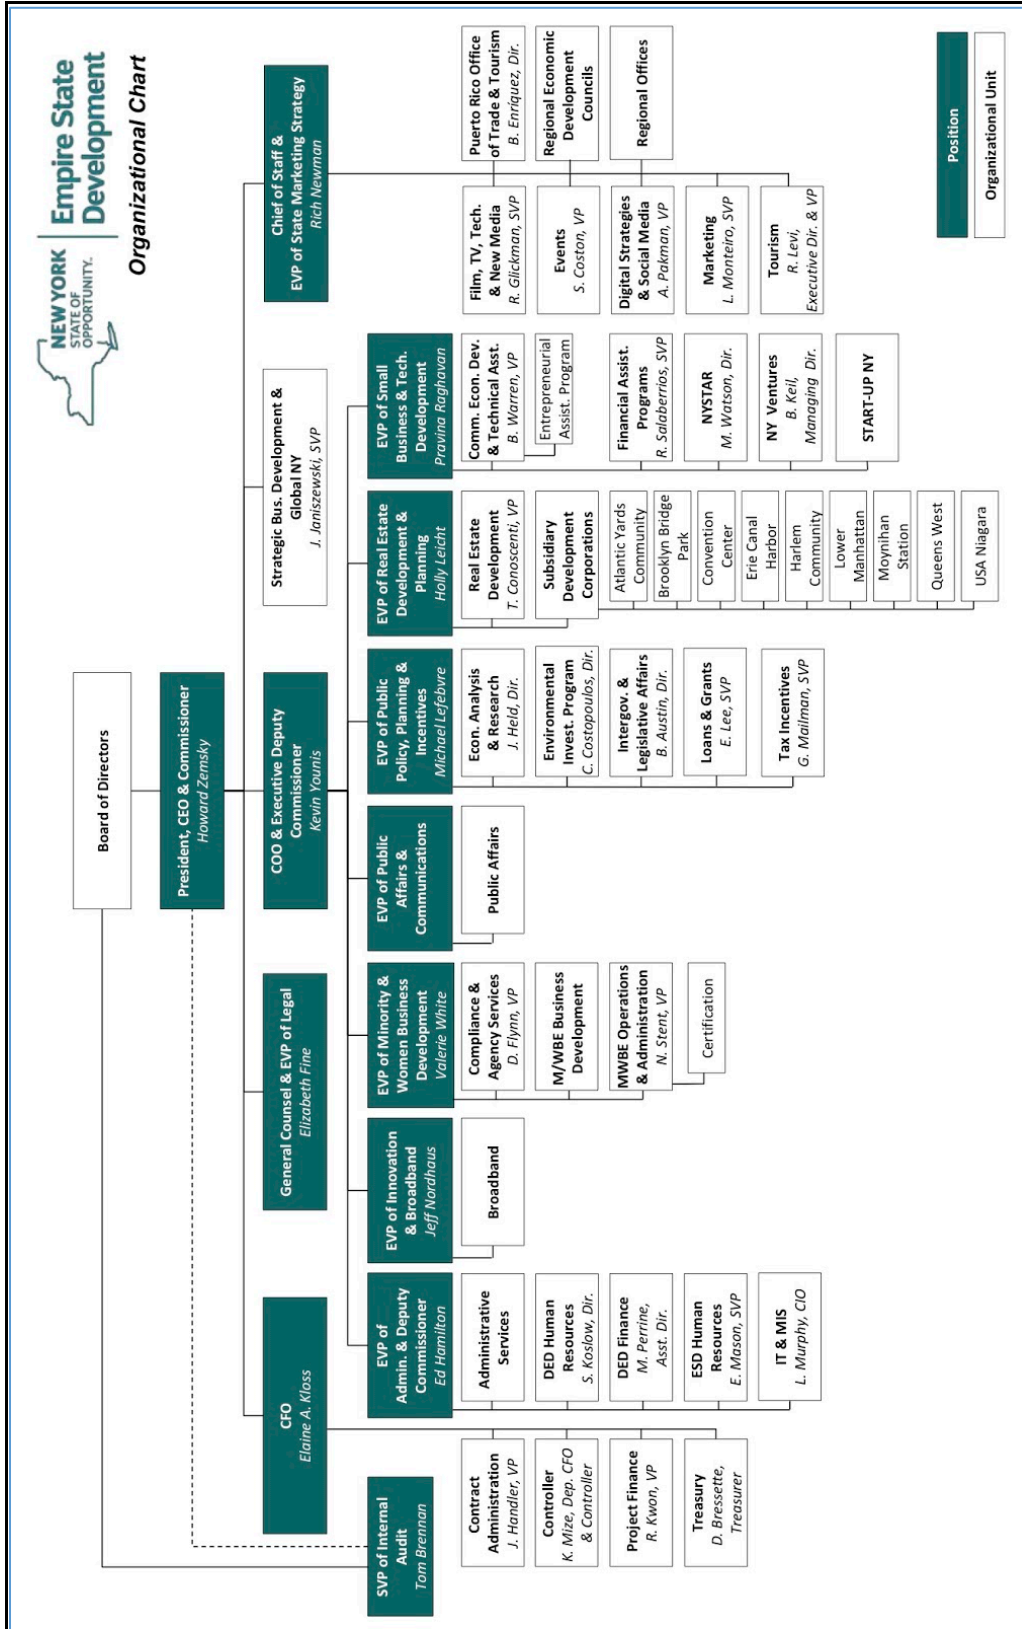 NEW YORK
STATE OF
OPPORTUNITY.
Empire State
Development
Organizational Chart
Board of Directors
President, CEO & Commissioner
Howard Zemsky
SVP of Internal
Audit
Tom Brennan
CFO
Elaine A. Kloss
General Counsel & EVP of Legal
Elizabeth Fine
COO & Executive Deputy
Commissioner
Kevin Younis
Strategic Bus. Development &
Global NY
J. Janiszewski, SVP
Chief of Staff &
EVP of State Marketing Strategy
Rich Newman
Contract
Administration
J. Handler, VP
Controller
K. Mize, Dep. CFO
& Controller
Project Finance
R. Kwon, VP
Treasury
D. Bressette,
Treasurer
EVP of
Admin. & Deputy
Commissioner
Ed Hamilton
Administrative
Services
DED Human
Resources
S. Koslow, Dir.
DED Finance
M. Perrine,
Asst. Dir.
ESD Human
Resources
E. Mason, SVP
IT & MIS
L. Murphy, CIO
EVP of Innovation
& Broadband
Jeff Nordhaus
Broadband
EVP of Minority &
Women Business
Development
Valerie White
Compliance &
Agency Services
D. Flynn, VP
M/WBE Business
Development
MWBE Operations
& Administration
N. Stent, VP
Certification
EVP of Public
Affairs &
Communications
Public Affairs
EVP of Public
Policy, Planning &
Incentives
Michael Lefebvre
Econ. Analysis
& Research
J. Held, Dir.
Environmental
Invest. Program
C. Costopoulos, Dir.
Intergov. &
Legislative Affairs
B. Austin, Dir.
Loans & Grants
E. Lee, SVP
Tax Incentives
G. Mailman, SVP
EVP of Real Estate
Development &
Planning
Holly Leicht
Real Estate
Development
T. Conoscenti, VP
Subsidiary
Development
Corporations
Atlantic Yards
Community
Brooklyn Bridge
Park
Convention
Center
Erie Canal
Harbor
Harlem
Community
Lower
Manhattan
Moynihan
Station
Queens West
USA Niagara
EVP of Small
Business & Tech.
Development
Pravina Raghavan
Comm. Econ. Dev.
& Technical Asst.
B. Warren, VP
Entrepreneurial
Assist. Program
Financial Assist.
Programs
R. Salaberrios, SVP
NYSTAR
M. Watson, Dir.
NY Ventures
B. Keil,
Managing Dir.
START-UP NY
Film, TV, Tech.
& New Media
R. Glickman, SVP
Events
S. Coston, VP
Digital Strategies
& Social Media
A. Pakman, VP
Marketing
L. Monteiro, SVP
Tourism
R. Levi,
Executive Dir. & VP
Puerto Rico Office
of Trade & Tourism
B. Enriquez, Dir.
Regional Economic
Development
Councils
Regional Offices
Position
Organizational Unit